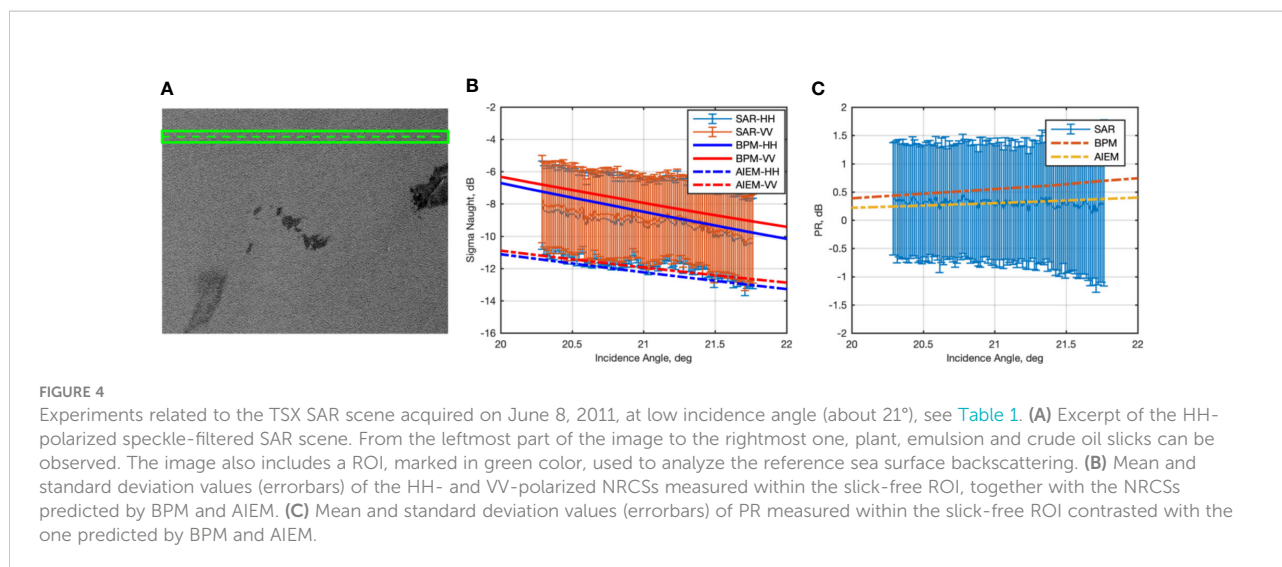 A
B
C
-2
-4
-6
-8
-10
-12
-14
-16
Sigma Naught, dB
20
20.5
21
21.5
22
Incidence Angle, deg
SAR-HH
SAR-VV
BPM-HH
BPM-VV
AIEM-HH
AIEM-VV
2
1.5
1
0.5
0
-0.5
-1
-1.5
-2
PR, dB
20
20.5
21
21.5
22
Incidence Angle, deg
SAR
BPM
AIEM
FIGURE 4
Experiments related to the TSX SAR scene acquired on June 8, 2011, at low incidence angle (about 21°), see Table 1. (A) Excerpt of the HH-
polarized speckle-filtered SAR scene. From the leftmost part of the image to the rightmost one, plant, emulsion and crude oil slicks can be
observed. The image also includes a ROI, marked in green color, used to analyze the reference sea surface backscattering. (B) Mean and
standard deviation values (errorbars) of the HH- and VV-polarized NRCSs measured within the slick-free ROI, together with the NRCSs
predicted by BPM and AIEM. (C) Mean and standard deviation values (errorbars) of PR measured within the slick-free ROI contrasted with the
one predicted by BPM and AIEM.